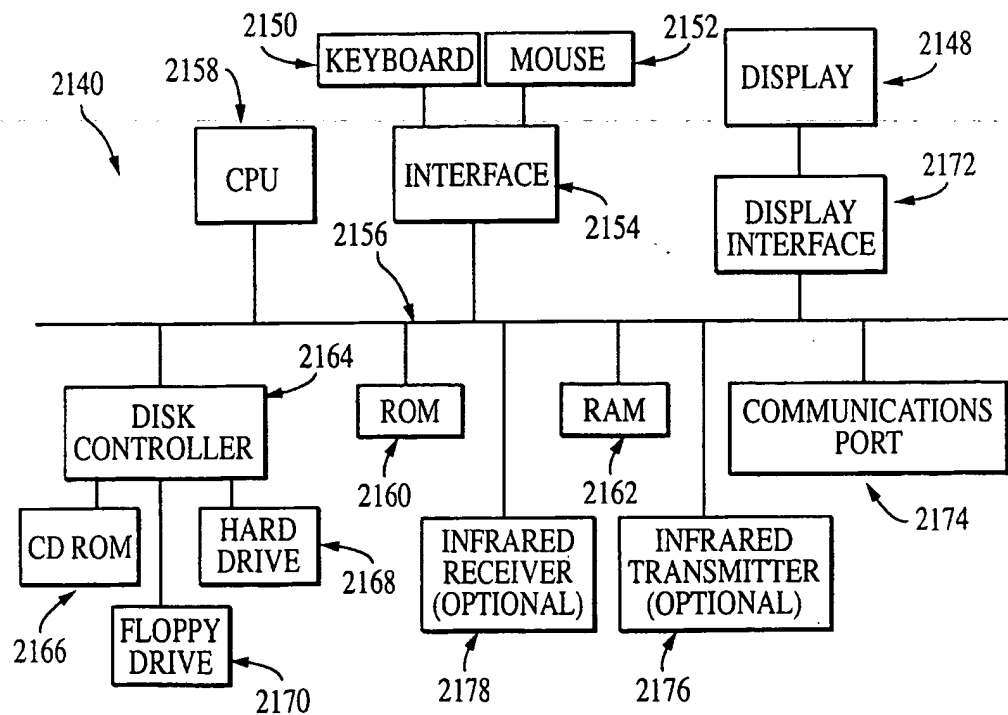 2150
KEYBOARD
MOUSE
2152
2158
2140
DISPLAY
2148
CPU
INTERFACE
2154
2172
DISPLAY
INTERFACE
2156
2164
DISK
CONTROLLER
ROM
2160
RAM
2162
COMMUNICATIONS
PORT
2174
CD ROM
2166
HARD
DRIVE
2168
FLOPPY
DRIVE
2170
INFRARED
RECEIVER
(OPTIONAL)
2178
INFRARED
TRANSMITTER
(OPTIONAL)
2176